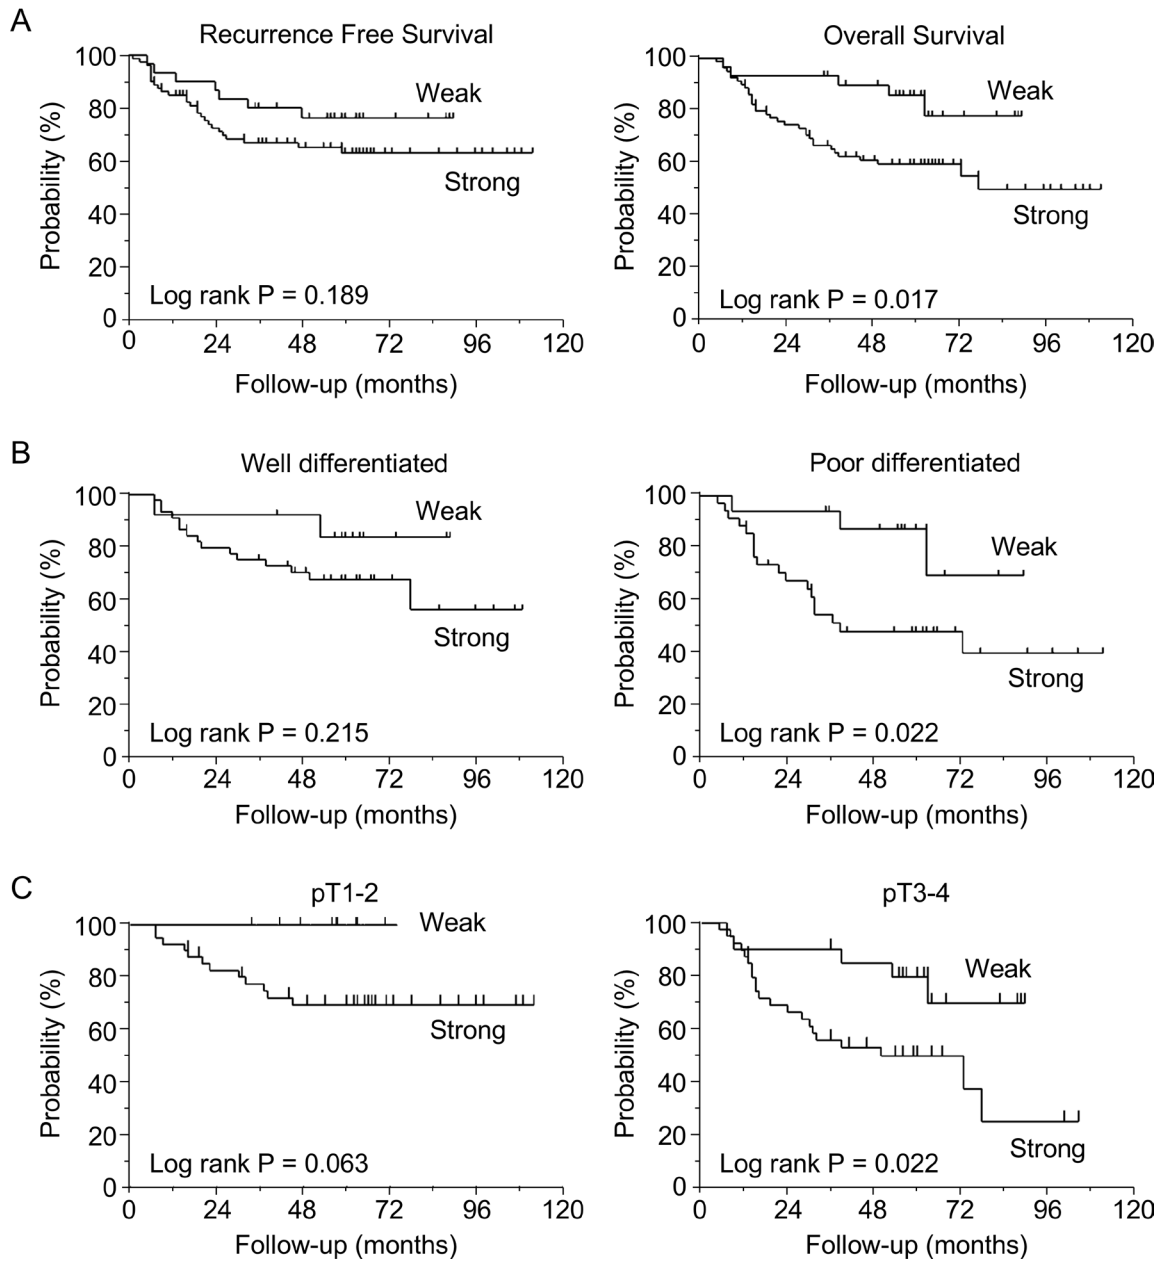 A
Recurrence Free Survival
100
80
60
40
20
0
Probability (%)
Weak
Strong
Log rank P = 0.189
0 24 48 72 96 120
Follow-up (months)
Overall Survival
100
80
60
40
20
0
Probability (%)
Weak
Strong
Log rank P = 0.017
0 24 48 72 96 120
Follow-up (months)
B
Well differentiated
100
80
60
40
20
0
Probability (%)
Weak
Strong
Log rank P = 0.215
0 24 48 72 96 120
Follow-up (months)
Poor differentiated
100
80
60
40
20
0
Probability (%)
Weak
Strong
Log rank P = 0.022
0 24 48 72 96 120
Follow-up (months)
C
pT1-2
100
80
60
40
20
0
Probability (%)
Weak
Strong
Log rank P = 0.063
0 24 48 72 96 120
Follow-up (months)
pT3-4
100
80
60
40
20
0
Probability (%)
Weak
Strong
Log rank P = 0.022
0 24 48 72 96 120
Follow-up (months)